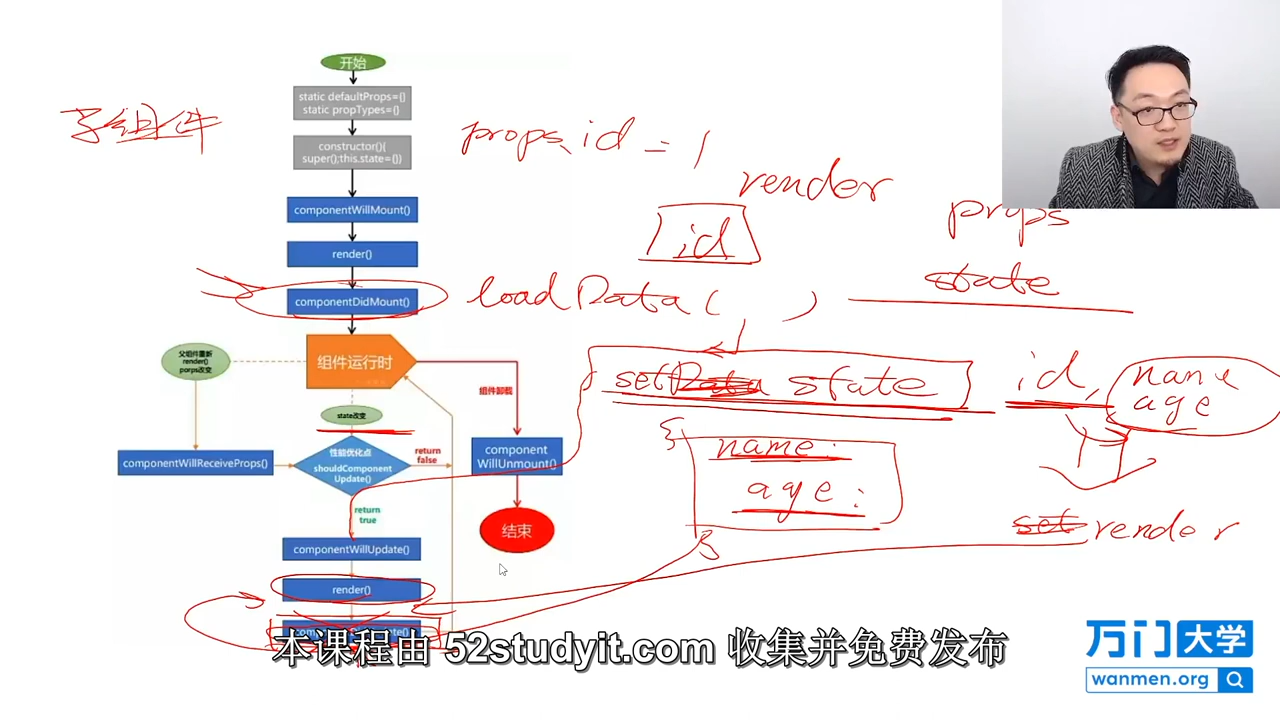 开始
static defaultProps={}
static propTypes={}
子组件
props.id = 1
constructor(){
super();this.state={})
render
componentWillMount()
props
id
state
render()
componentDidMount()
loadData( )
父组件重新
render()
porps改变
组件运行时
组件卸载
setData state
id,
name
age
state改变
性能优化点
shouldComponent
Update()
return
false
component
WillUnmount()
componentWillReceiveProps()
{
name:
age:
}
return
true
结束
set render
componentWillUpdate()
render()
本课程由 52studyit.com 收集并免费发布
万门大学
wanmen.org